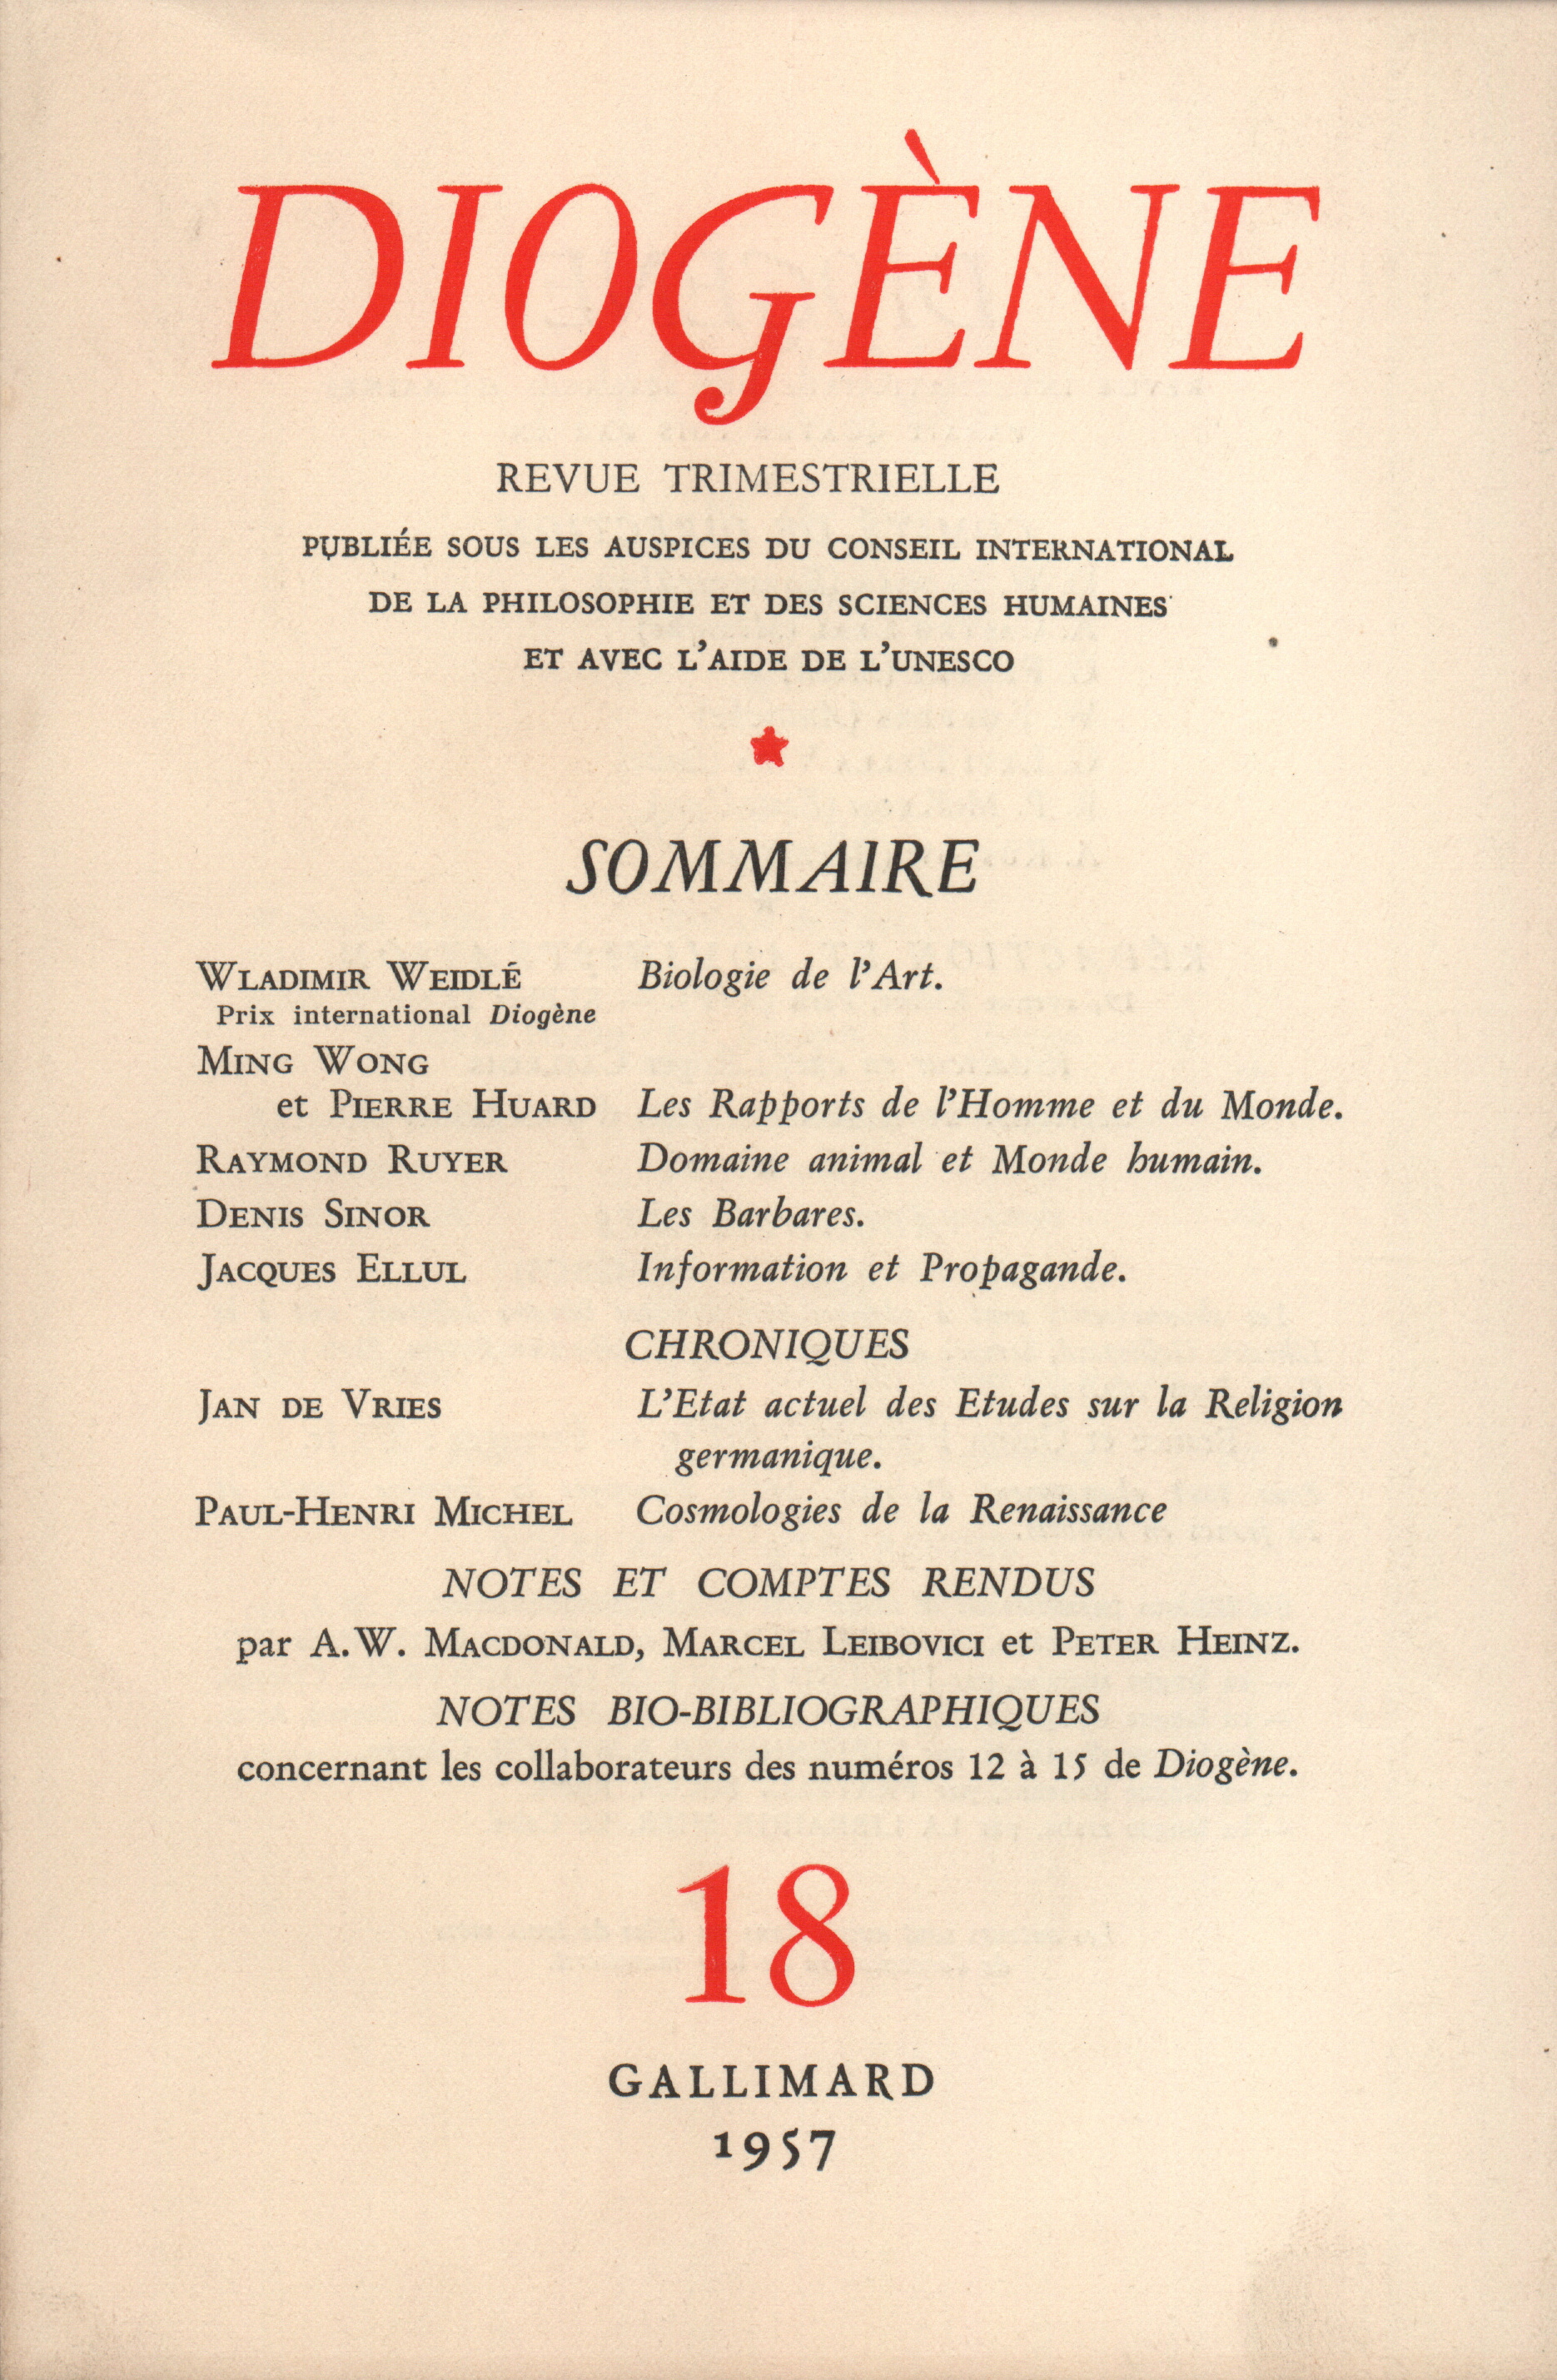 DIOGÈNE
REVUE TRIMESTRIELLE
PUBLIÉE SOUS LES AUSPICES DU CONSEIL INTERNATIONAL
DE LA PHILOSOPHIE ET DES SCIENCES HUMAINES
ET AVEC L'AIDE DE L'UNESCO
SOMMAIRE
WLADIMIR WEIDLÉ Biologie de l'Art.
Prix international Diogène
MING WONG
et PIERRE HUARD Les Rapports de l'Homme et du Monde.
RAYMOND RUYER Domaine animal et Monde humain.
DENIS SINOR Les Barbares.
JACQUES ELLUL Information et Propagande.
CHRONIQUES
JAN DE VRIES L'Etat actuel des Etudes sur la Religion
germanique.
PAUL-HENRI MICHEL Cosmologies de la Renaissance
NOTES ET COMPTES RENDUS
par A.W. MACDONALD, MARCEL LEIBOVICI et PETER HEINZ.
NOTES BIO-BIBLIOGRAPHIQUES
concernant les collaborateurs des numéros 12 à 15 de Diogène.
18
GALLIMARD
1957